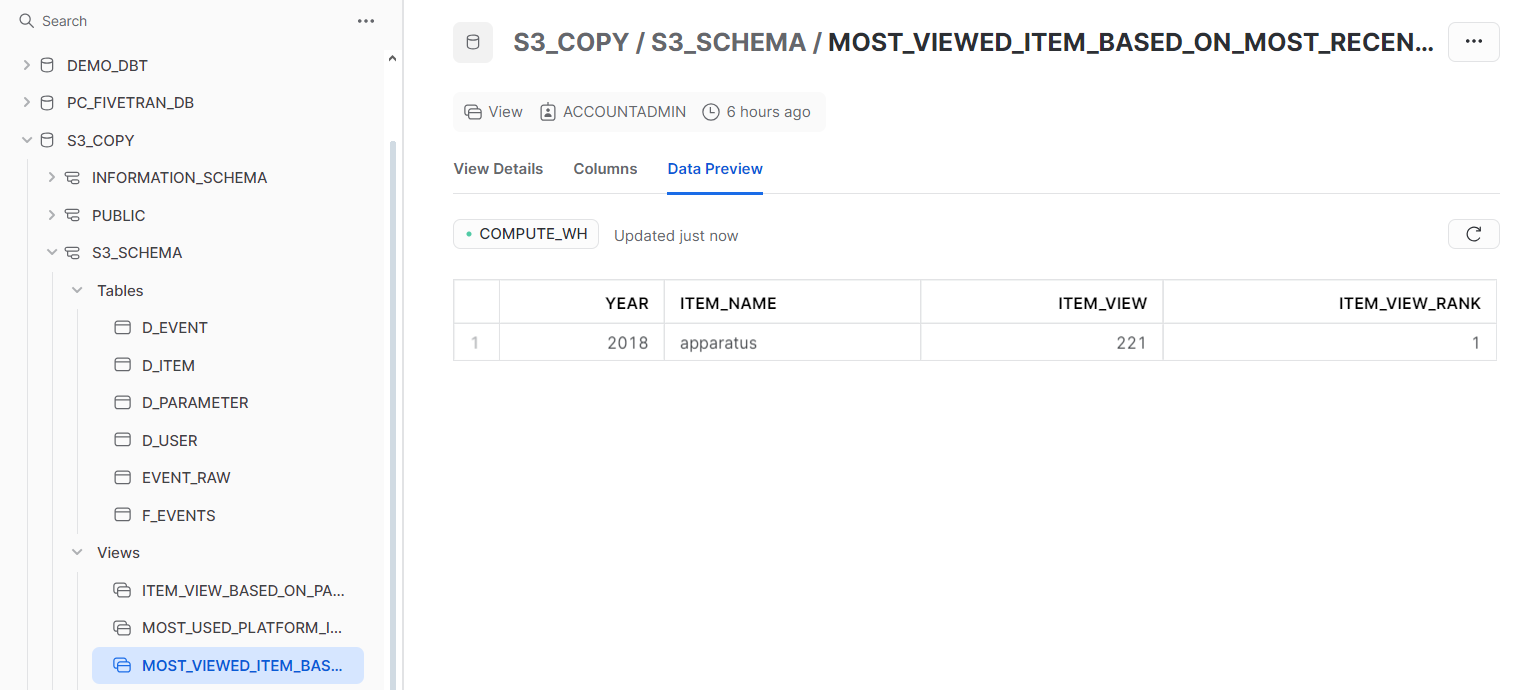 Search
DEMO_DBT
PC_FIVETRAN_DB
S3_COPY
INFORMATION_SCHEMA
PUBLIC
S3_SCHEMA
Tables
D_EVENT
D_ITEM
D_PARAMETER
D_USER
EVENT_RAW
F_EVENTS
Views
ITEM_VIEW_BASED_ON_PA...
MOST_USED_PLATFORM_I...
MOST_VIEWED_ITEM_BAS...
S3_COPY / S3_SCHEMA / MOST_VIEWED_ITEM_BASED_ON_MOST_RECEN...
View ACCOUNTADMIN 6 hours ago
View Details Columns Data Preview
COMPUTE_WH Updated just now
YEAR ITEM_NAME ITEM_VIEW ITEM_VIEW_RANK
1 2018 apparatus 221 1